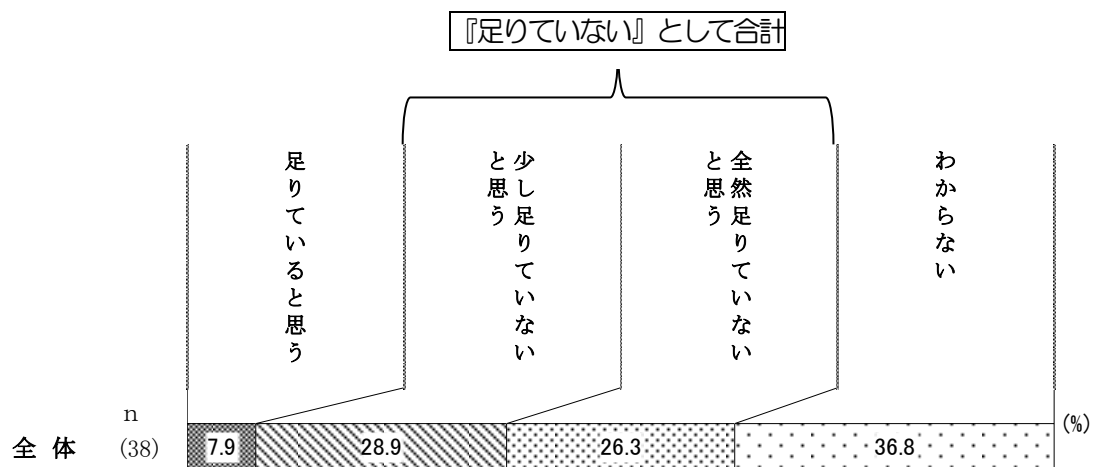 『足りていない』として合計
足りていると思う
少し足りていない
と思う
全然足りていない
と思う
わからない
n
(%)
全 体 (38) 7.9 28.9 26.3 36.8